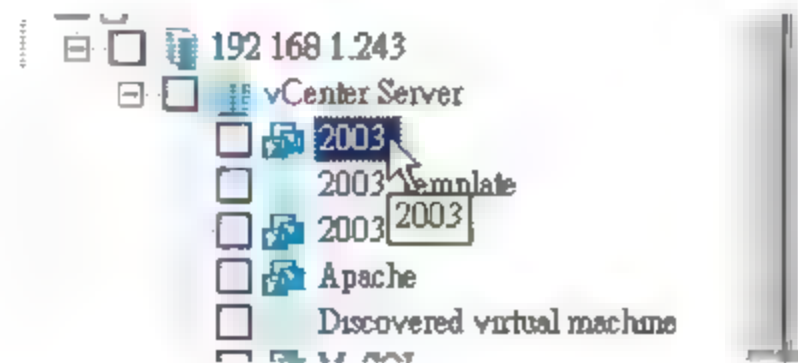 192 168 1.243
vCenter Server
2003
2003 Template
2003
2003
Apache
Discovered virtual machine